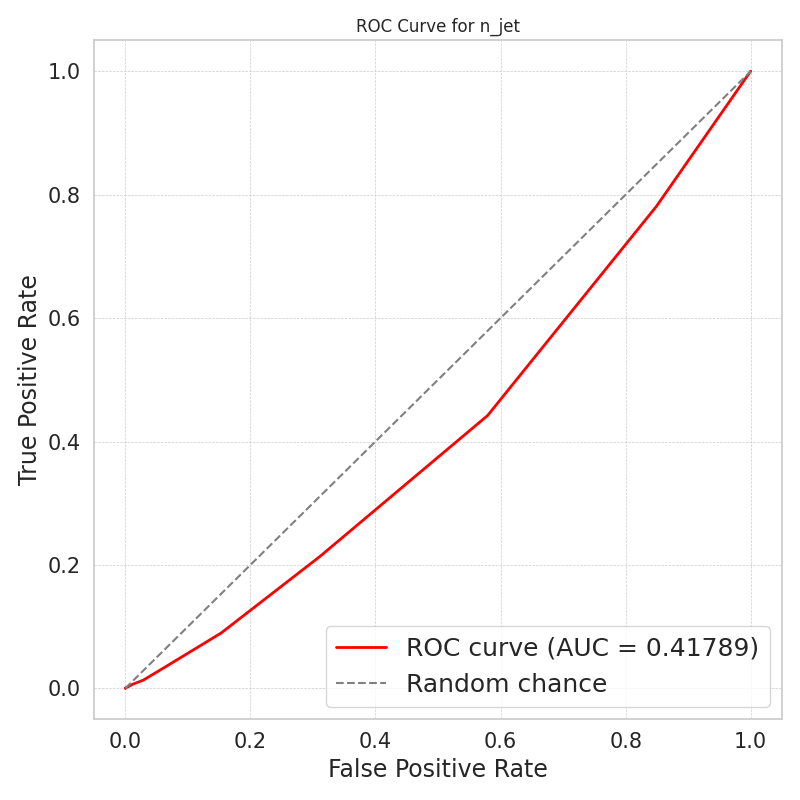 ROC Curve for n_jet
1.0
0.8
0.6
0.4
0.2
0.0
True Positive Rate
ROC curve (AUC = 0.41789)
Random chance
0.0 0.2 0.4 0.6 0.8 1.0
False Positive Rate